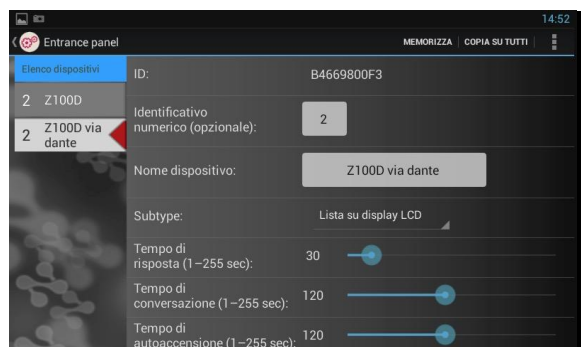 14:52
Entrance panel
MEMORIZZA
COPIA SU TUTTI
Elenco dispositivi
2 Z100D
2 Z100D via
dante
ID: B4669800F3
Identificativo
numerico (opzionale): 2
Nome dispositivo: Z100D via dante
Subtype: Lista su display LCD
Tempo di
risposta (1–255 sec): 30
Tempo di
conversazione (1–255 sec): 120
Tempo di
autoaccensione (1–255 sec): 120